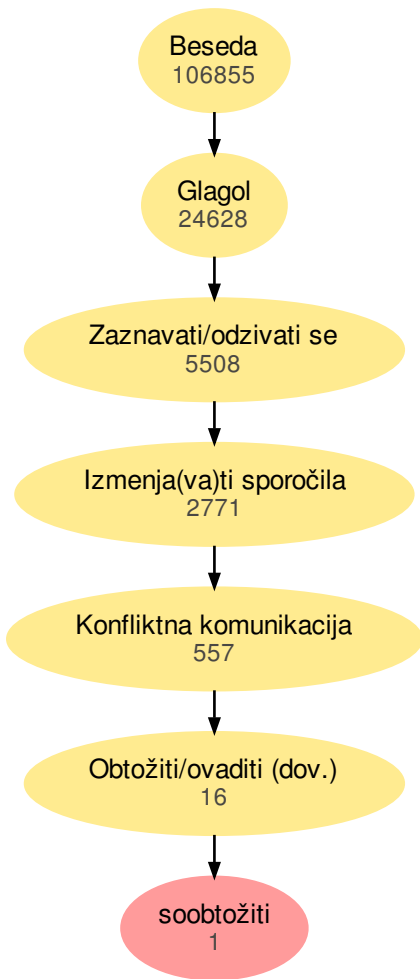 Beseda
106855
Glagol
24628
Zaznavati/odzivati se
5508
Izmenja(va)ti sporočila
2771
Konfliktna komunikacija
557
Obtožiti/ovaditi (dov.)
16
soobtožiti
1